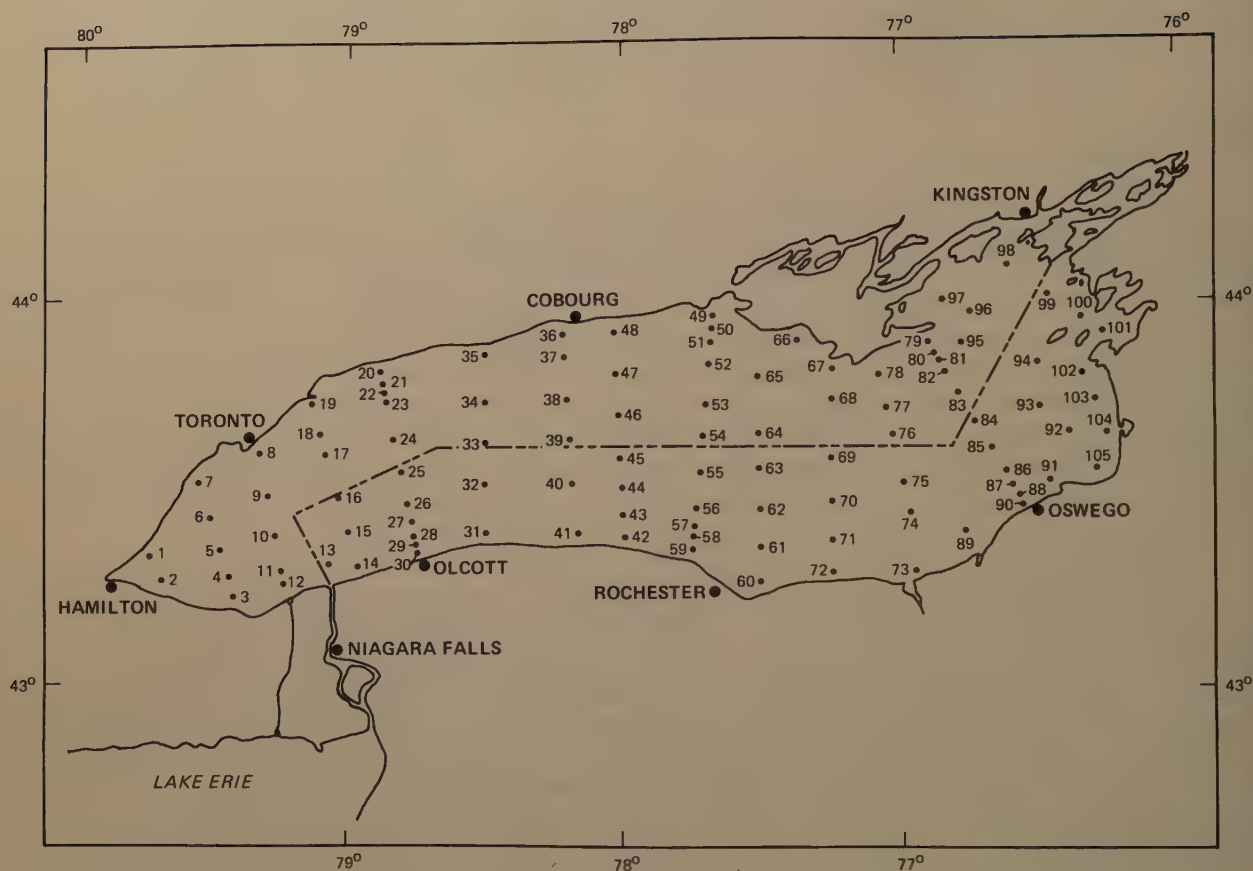 80° 79° 78° 77° 76°
KINGSTON
98
44° COBOURG 97 99 100 44°
49 96
36 48 50 101
51 66 79 95
35 37 52 80 81 94
20 47 65 67 78 82 102
21
22 23 38 53 68 83 103
19 34 77 93
TORONTO 46 84 104
18 24 39 54 64 76 92
8 17 33 45 69 85 105
25 55 63 86 91
7 32 40 44 75 87 88
9 16 26 56 62 70 90
6 27 43 57 74 OSWEGO
10 15 28 31 41 42 58 71 89
1 5 29 59 61
13
2 4 11 14 30 OLCOTT 72 73
12 60
HAMILTON 3 ROCHESTER
NIAGARA FALLS
43° 43°
LAKE ERIE
79° 78° 77°